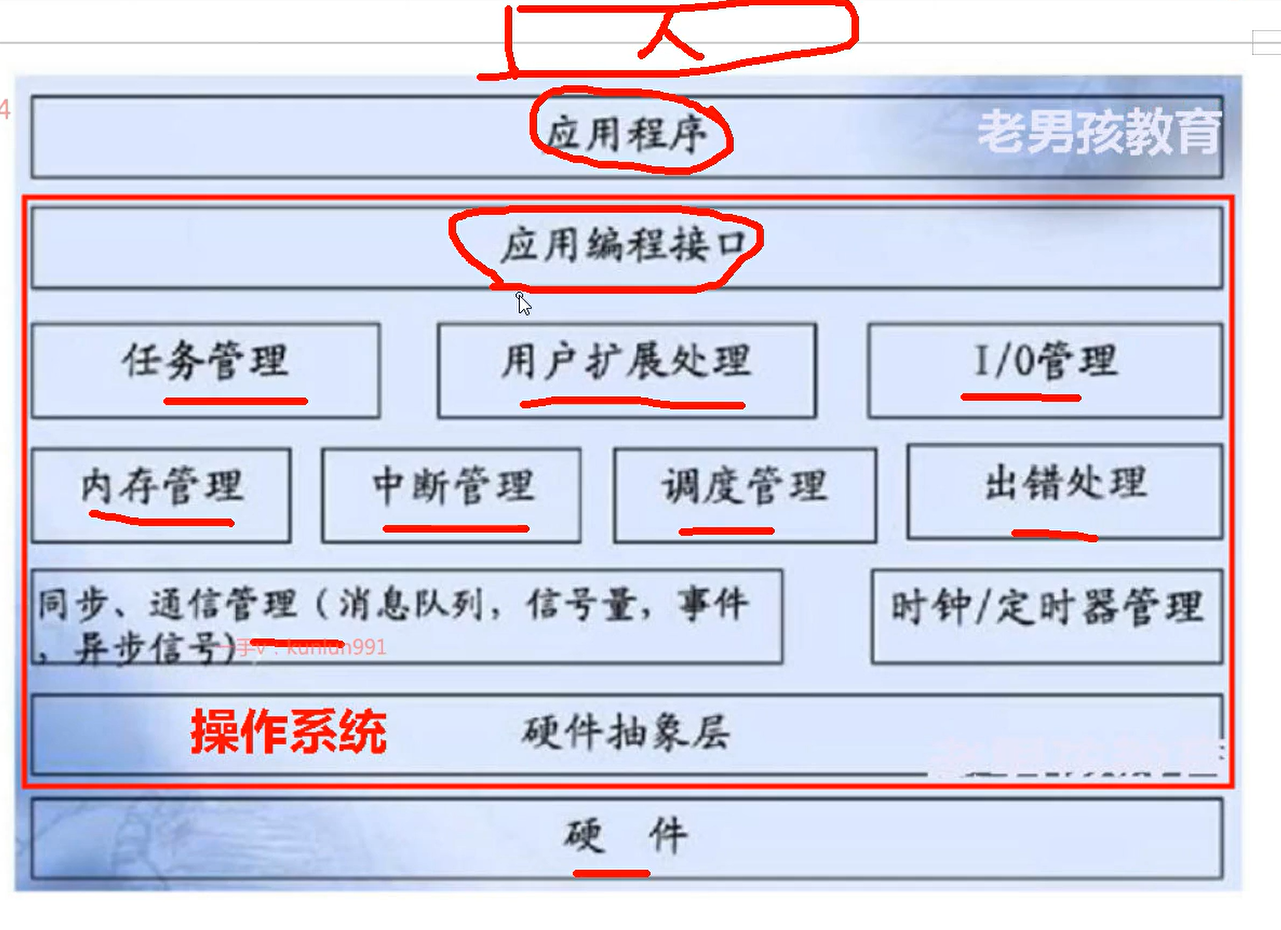 人
4
应用程序
老男孩教育
应用编程接口
任务管理
用户扩展处理
I/O管理
内存管理
中断管理
调度管理
出错处理
同步、通信管理（消息队列，信号量，事件
，异步信号）
一手v：kunlun991
时钟/定时器管理
操作系统
硬件抽象层
硬 件